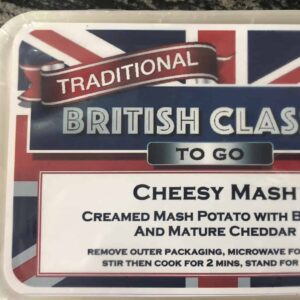 TRADITIONAL
BRITISH CLAS
TO GO
CHEESY MASH
CREAMED MASH POTATO WITH B
AND MATURE CHEDDAR
REMOVE OUTER PACKAGING, MICROWAVE FO
STIR THEN COOK FOR 2 MINS, STAND FOR